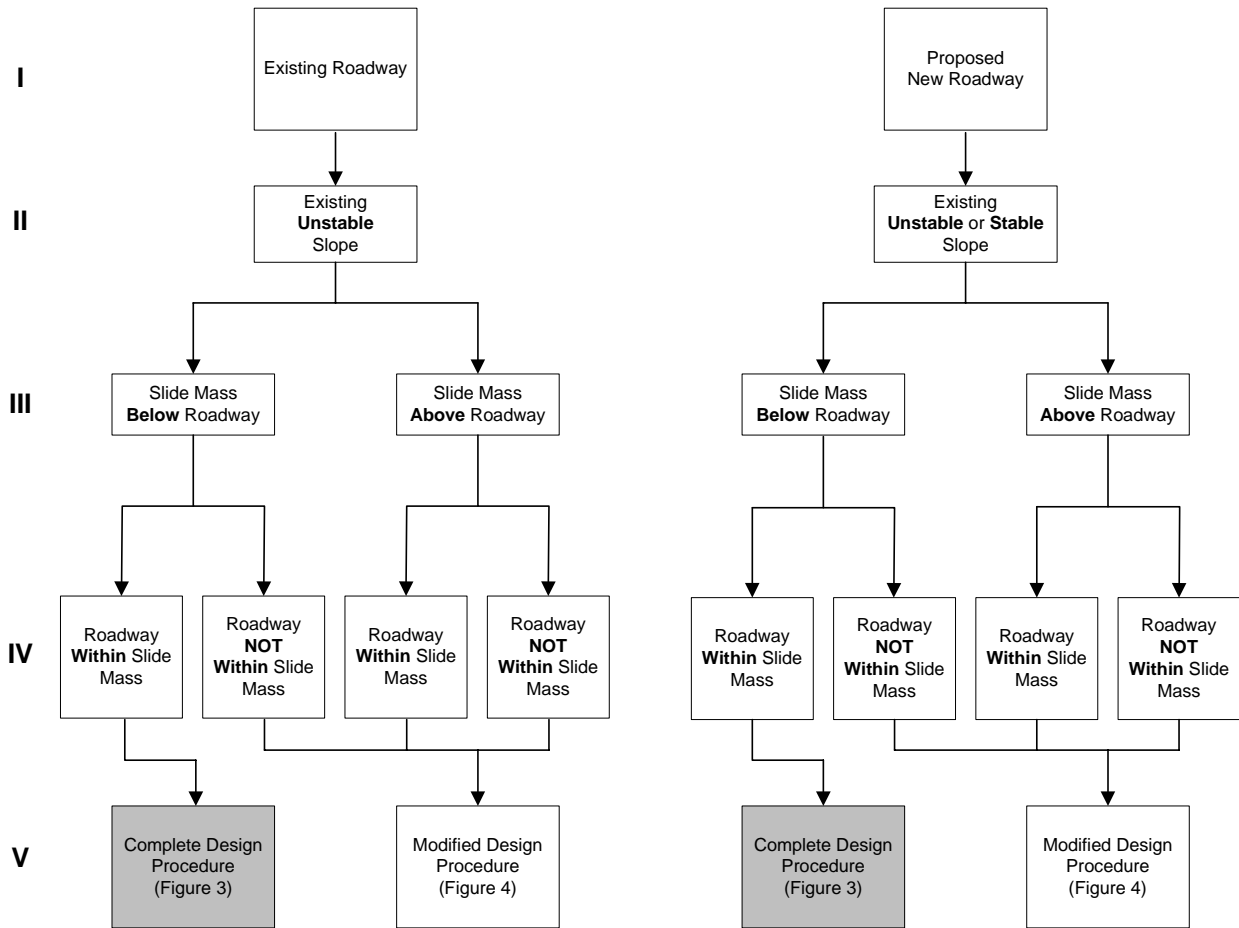 I
Existing Roadway
Proposed
New Roadway
II
Existing
Unstable
Slope
Existing
Unstable or Stable
Slope
III
Slide Mass
Below Roadway
Slide Mass
Above Roadway
Slide Mass
Below Roadway
Slide Mass
Above Roadway
IV
Roadway
Within Slide
Mass
Roadway
NOT
Within Slide
Mass
Roadway
Within Slide
Mass
Roadway
NOT
Within Slide
Mass
Roadway
Within Slide
Mass
Roadway
NOT
Within Slide
Mass
Roadway
Within Slide
Mass
Roadway
NOT
Within Slide
Mass
V
Complete Design
Procedure
(Figure 3)
Modified Design
Procedure
(Figure 4)
Complete Design
Procedure
(Figure 3)
Modified Design
Procedure
(Figure 4)